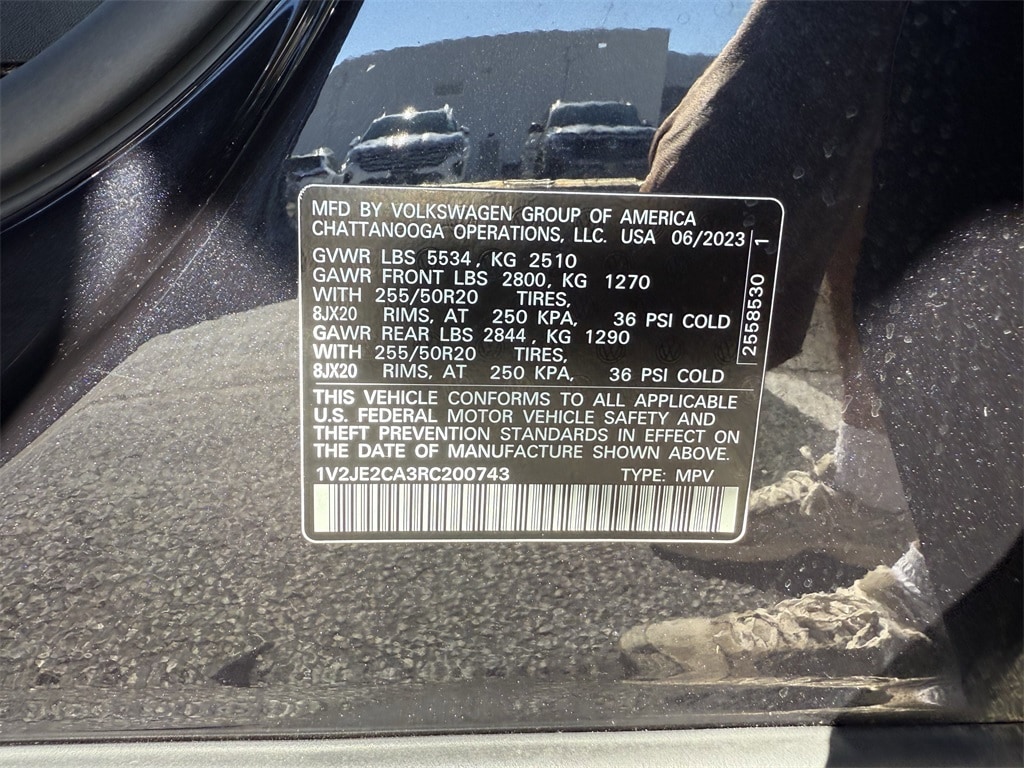 MFD BY VOLKSWAGEN GROUP OF AMERICA
CHATTANOOGA OPERATIONS, LLC. USA 06/2023
GVWR LBS 5534, KG 2510
GAWR FRONT LBS 2800, KG 1270
WITH 255/50R20 TIRES,
8JX20 RIMS, AT 250 KPA, 36 PSI COLD
GAWR REAR LBS 2844, KG 1290
WITH 255/50R20 TIRES,
8JX20 RIMS, AT 250 KPA, 36 PSI COLD
2558530 1
THIS VEHICLE CONFORMS TO ALL APPLICABLE
U.S. FEDERAL MOTOR VEHICLE SAFETY AND
THEFT PREVENTION STANDARDS IN EFFECT ON
THE DATE OF MANUFACTURE SHOWN ABOVE.
1V2JE2CA3RC200743 TYPE: MPV